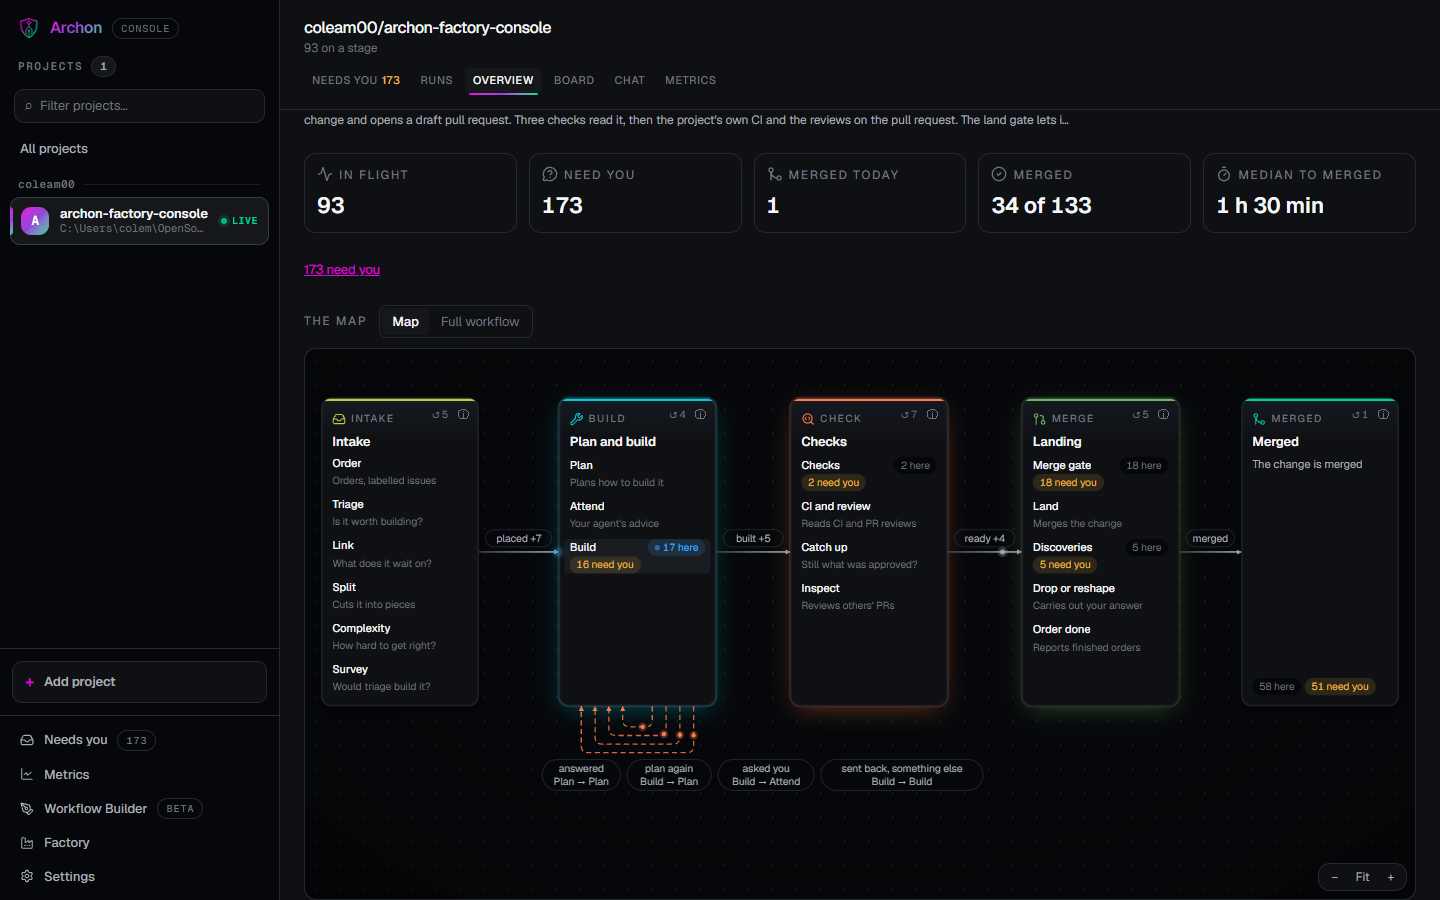 Archon
CONSOLE
PROJECTS 1
Filter projects...
All projects
coleam00
A
archon-factory-console
C:\Users\colem\OpenSo…
LIVE
+ Add project
Needs you 173
Metrics
Workflow Builder BETA
Factory
Settings
coleam00/archon-factory-console
93 on a stage
NEEDS YOU 173 RUNS OVERVIEW BOARD CHAT METRICS
change and opens a draft pull request. Three checks read it, then the project's own CI and the reviews on the pull request. The land gate lets i…
IN FLIGHT
93
NEED YOU
173
MERGED TODAY
1
MERGED
34 of 133
MEDIAN TO MERGED
1 h 30 min
173 need you
THE MAP Map Full workflow
INTAKE ↺ 5
Intake
Order
Orders, labelled issues
Triage
Is it worth building?
Link
What does it wait on?
Split
Cuts it into pieces
Complexity
How hard to get right?
Survey
Would triage build it?
placed +7
BUILD ↺ 4
Plan and build
Plan
Plans how to build it
Attend
Your agent's advice
Build 17 here
16 need you
built +5
CHECK ↺ 7
Checks
Checks 2 here
2 need you
CI and review
Reads CI and PR reviews
Catch up
Still what was approved?
Inspect
Reviews others' PRs
ready +4
MERGE ↺ 5
Landing
Merge gate 18 here
18 need you
Land
Merges the change
Discoveries 5 here
5 need you
Drop or reshape
Carries out your answer
Order done
Reports finished orders
merged
MERGED ↺ 1
Merged
The change is merged
58 here 51 need you
answered
Plan → Plan
plan again
Build → Plan
asked you
Build → Attend
sent back, something else
Build → Build
− Fit +